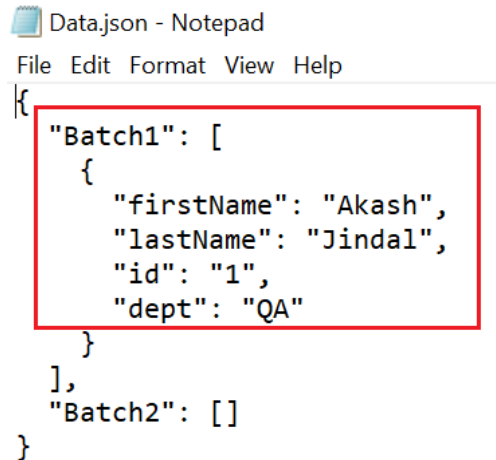 Data.json - Notepad
File Edit Format View Help
{
  "Batch1": [
    {
      "firstName": "Akash",
      "lastName": "Jindal",
      "id": "1",
      "dept": "QA"
    }
  ],
  "Batch2": []
}